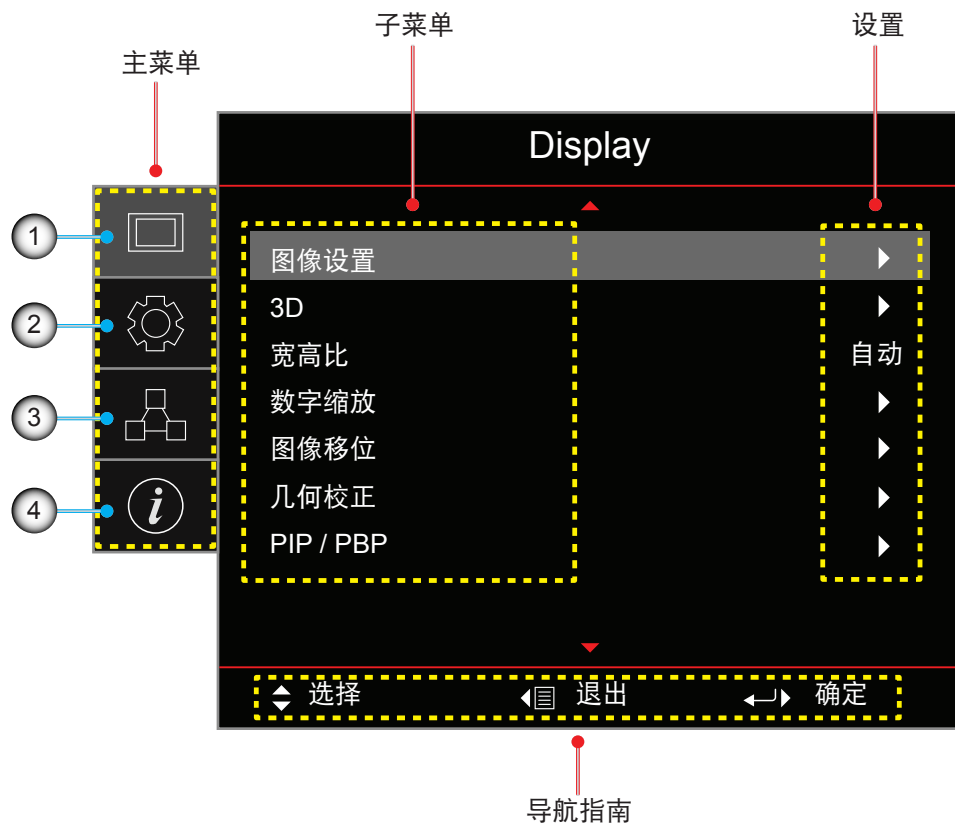 子菜单
设置
主菜单
Display
1
图像设置
2
3D
宽高比 自动
3
数字缩放
图像移位
4
几何校正
PIP / PBP
选择 退出 确定
导航指南